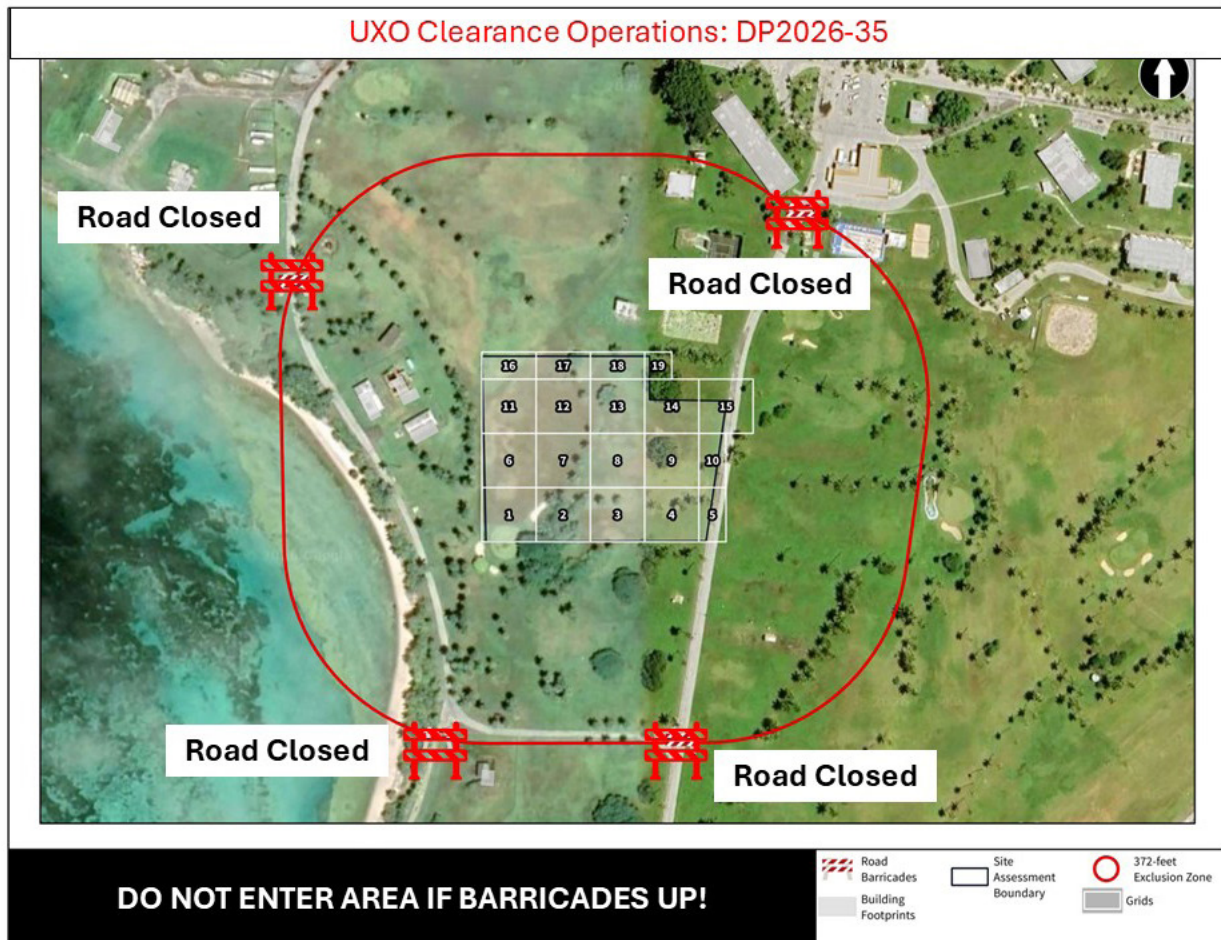 UXO Clearance Operations: DP2026-35
Road Closed
Road Closed
16 17 18 19
11 12 13 14 15
6 7 8 9 10
1 2 3 4 5
Road Closed
Road Closed
DO NOT ENTER AREA IF BARRICADES UP!
Road
Barricades
Building
Footprints
Site
Assessment
Boundary
372-feet
Exclusion Zone
Grids